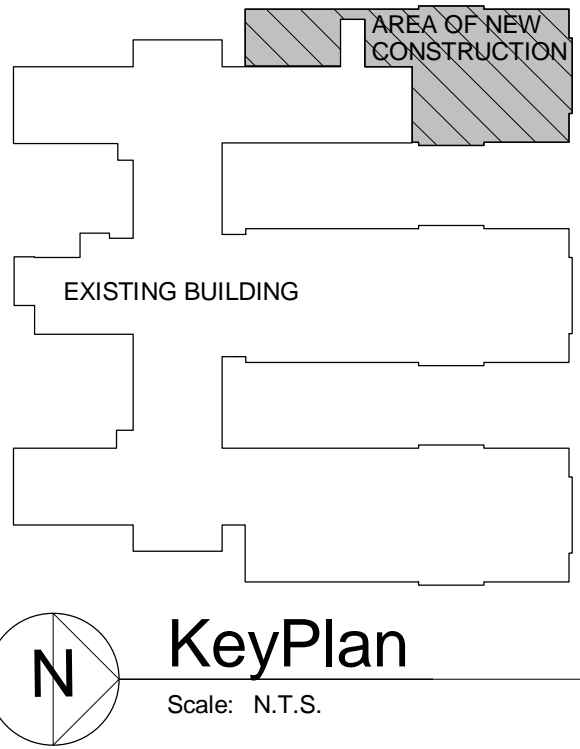 AREA OF NEW
CONSTRUCTION
EXISTING BUILDING
N
KeyPlan
Scale: N.T.S.